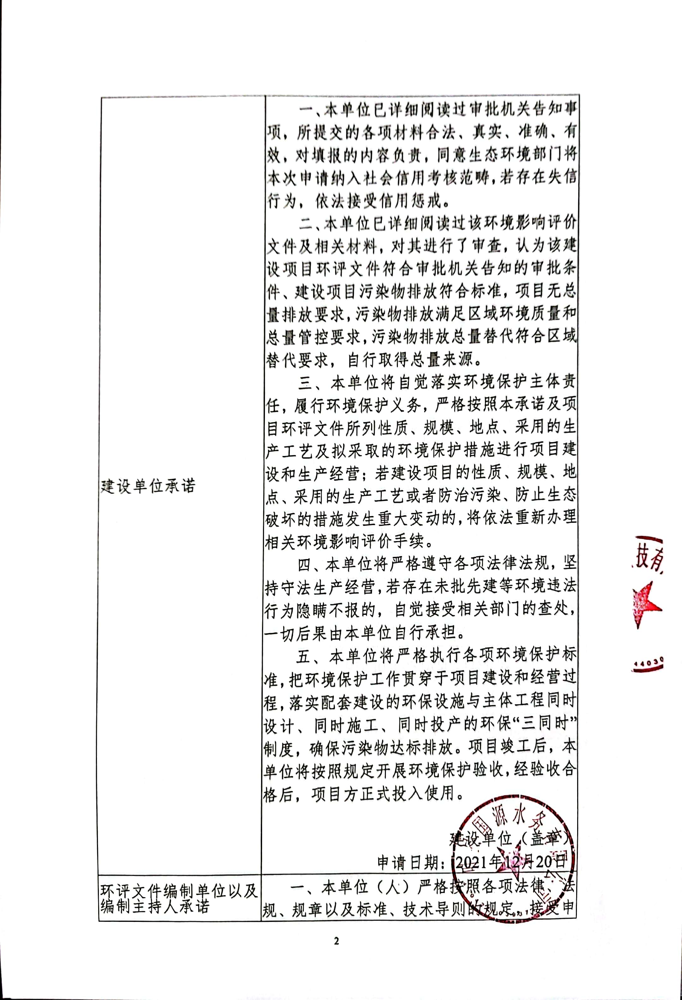 一、本单位已详细阅读过审批机关告知事
项，所提交的各项材料合法、真实、准确、有
效，对填报的内容负责，同意生态环境部门将
本次申请纳入社会信用考核范畴，若存在失信
行为，依法接受信用惩戒。
二、本单位已详细阅读过该环境影响评价
文件及相关材料，对其进行了审查，认为该建
设项目环评文件符合审批机关告知的审批条
件、建设项目污染物排放符合标准，项目无总
量排放要求，污染物排放满足区域环境质量和
总量管控要求，污染物排放总量替代符合区域
替代要求，自行取得总量来源。
三、本单位将自觉落实环境保护主体责
任，履行环境保护义务，严格按照本承诺及项
目环评文件所列性质、规模、地点、采用的生
产工艺及拟采取的环境保护措施进行项目建
设和生产经营；若建设项目的性质、规模、地
点、采用的生产工艺或者防治污染、防止生态
破坏的措施发生重大变动的，将依法重新办理
相关环境影响评价手续。
四、本单位将严格遵守各项法律法规，坚
持守法生产经营，若存在未批先建等环境违法
行为隐瞒不报的，自觉接受相关部门的查处，
一切后果由本单位自行承担。
五、本单位将严格执行各项环境保护标
准，把环境保护工作贯穿于项目建设和经营过
程，落实配套建设的环保设施与主体工程同时
设计、同时施工、同时投产的环保“三同时”
制度，确保污染物达标排放。项目竣工后，本
单位将按照规定开展环境保护验收，经验收合
格后，项目方正式投入使用。
建设单位承诺
国源水务
建设单位（盖章）
申请日期：2021年12月20日
环评文件编制单位以及
编制主持人承诺
一、本单位（人）严格按照各项法律、法
规、规章以及标准、技术导则的规定，接受申
技有
44030
2